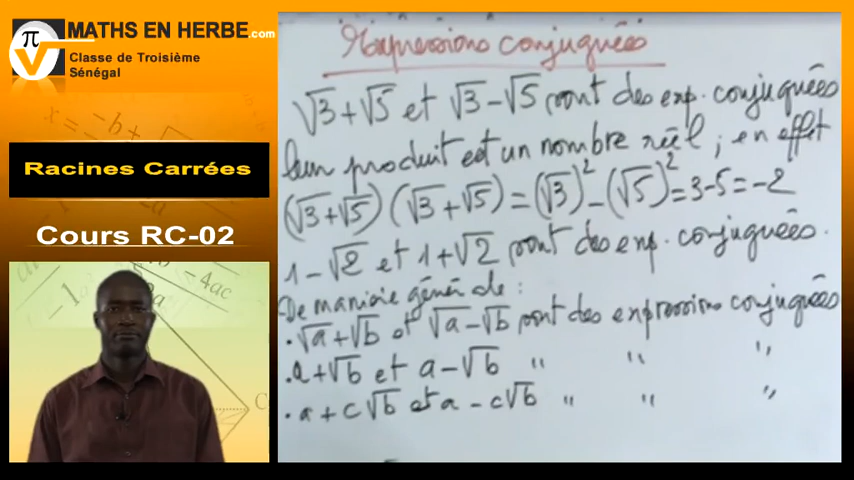 MATHS EN HERBE.com
Classe de Troisième
Sénégal
Racines Carrées
Cours RC-02
Expressions conjuguées
√3+√5 et √3-√5 sont des exp. conjuguées
leur produit est un nombre réel ; en effet
(√3+√5) (√3+√5) = (√3)² - (√5)² = 3-5 = -2
1-√2 et 1+√2 sont des exp. conjuguées.
De manière générale :
. √a+√b et √a-√b sont des expressions conjuguées
. a+√b et a-√b " " "
. a + c√b et a - c√b " " "